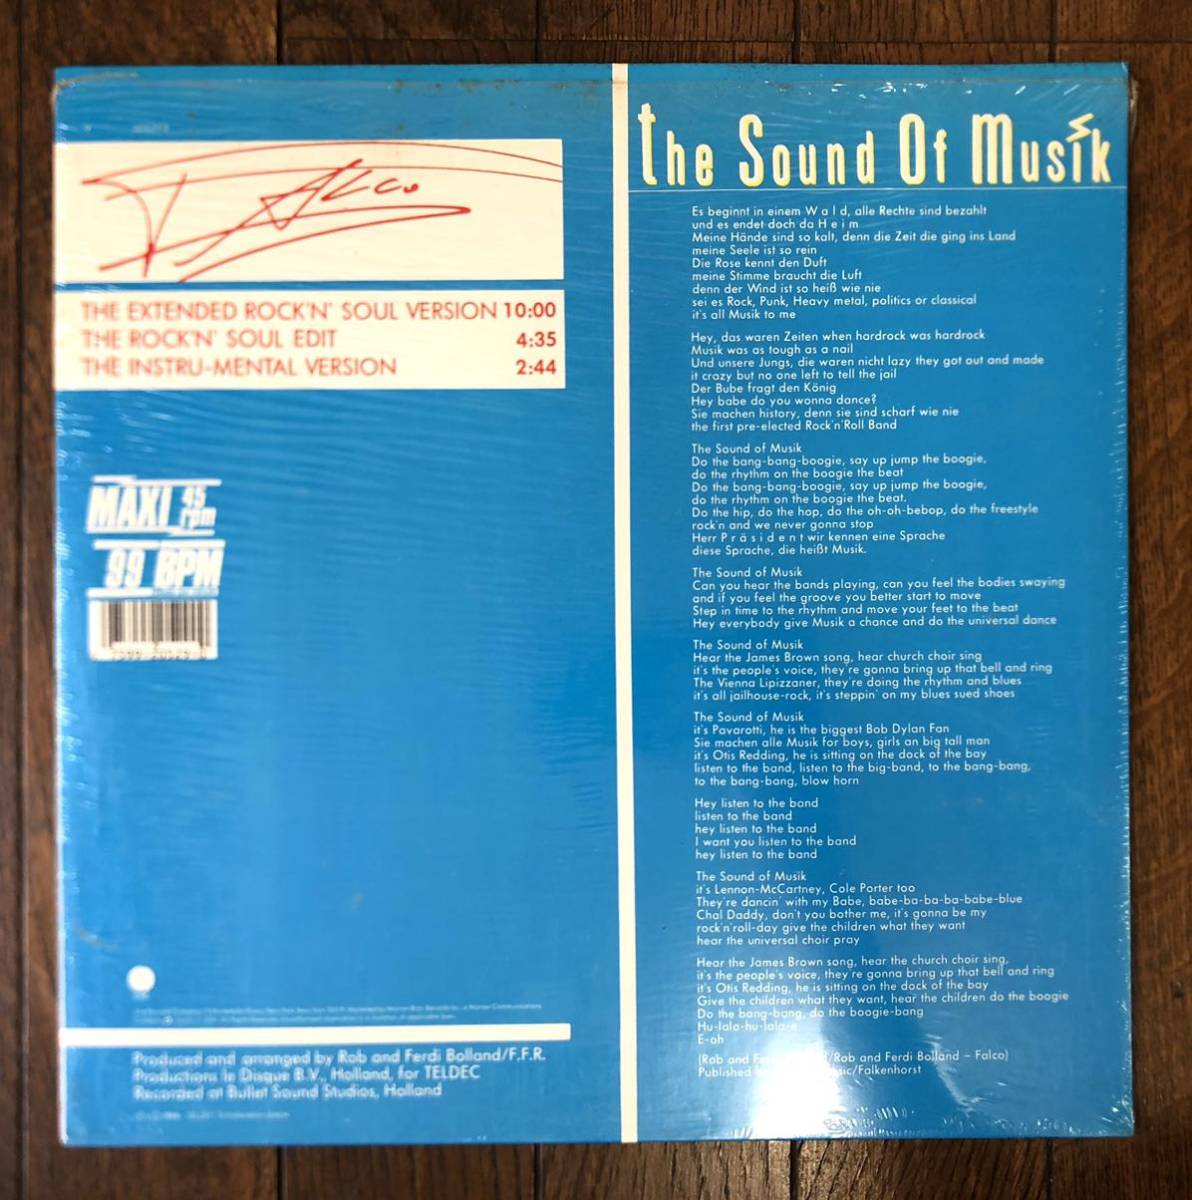 Falco
THE EXTENDED ROCK'N' SOUL VERSION 10:00
THE ROCK'N' SOUL EDIT 4:35
THE INSTRU-MENTAL VERSION 2:44
MAXI 45 rpm
99 BPM
Produced and arranged by Rob and Ferdi Bolland/F.F.R.
Productions le Disque B.V., Holland, for TELDEC
Recorded at Bullet Sound Studios, Holland
the Sound Of Musik
Es beginnt in einem W a l d, alle Rechte sind bezahlt
und es endet doch da H e i m
Meine Hände sind so kalt, denn die Zeit die ging ins Land
meine Seele ist so rein
Die Rose kennt den Duft
meine Stimme braucht die Luft
denn der Wind ist so heiß wie nie
sei es Rock, Punk, Heavy metal, politics or classical
it's all Musik to me
Hey, das waren Zeiten when hardrock was hardrock
Musik was as tough as a nail
Und unsere Jungs, die waren nicht lazy they got out and made
it crazy but no one left to tell the jail
Der Bube fragt den König
Hey babe do you wonna dance?
Sie machen history, denn sie sind scharf wie nie
the first pre-elected Rock'n'Roll Band
The Sound of Musik
Do the bang-bang-boogie, say up jump the boogie,
do the rhythm on the boogie the beat
Do the bang-bang-boogie, say up jump the boogie,
do the rhythm on the boogie the beat.
Do the hip, do the hop, do the oh-oh-bebop, do the freestyle
rock'n and we never gonna stop
Herr P r ä s i d e n t wir kennen eine Sprache
diese Sprache, die heißt Musik.
The Sound of Musik
Can you hear the bands playing, can you feel the bodies swaying
and if you feel the groove you better start to move
Step in time to the rhythm and move your feet to the beat
Hey everybody give Musik a chance and do the universal dance
The Sound of Musik
Hear the James Brown song, hear church choir sing
it's the people's voice, they're gonna bring up that bell and ring
The Vienna Lipizzaner, they're doing the rhythm and blues
it's all jailhouse-rock, it's steppin' on my blues sued shoes
The Sound of Musik
it's Pavarotti, he is the biggest Bob Dylan Fan
Sie machen alle Musik for boys, girls an big tall man
it's Otis Redding, he is sitting on the dock of the bay
listen to the band, listen to the big-band, to the bang-bang,
to the bang-bang, blow horn
Hey listen to the band
listen to the band
hey listen to the band
I want you listen to the band
hey listen to the band
The Sound of Musik
it's Lennon-McCartney, Cole Porter too
They're dancin' with my Babe, babe-ba-ba-ba-babe-blue
Chal Daddy, don't you bother me, it's gonna be my
rock'n'roll-day give the children what they want
hear the universal choir pray
Hear the James Brown song, hear the church choir sing,
it's the people's voice, they're gonna bring up that bell and ring
it's Otis Redding, he is sitting on the dock of the bay
Give the children what they want, hear the children do the boogie
Do the bang-bang, do the boogie-bang
Hu-lala-hu-lala-e
E-oh
(Rob and /Rob and Ferdi Bolland – Falco)
Published /Falkenhorst